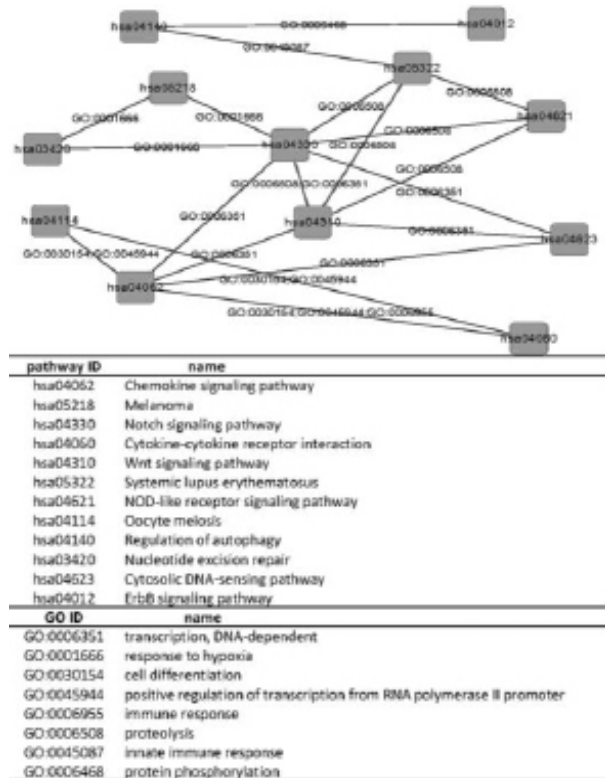 hsa04140
GO:0006468
hsa04012
GO:0045087
hsa05322
hsa05218
GO:0001666
GO:0001666
GO:0006508
GO:0006508
hsa04621
hsa03420
GO:0001666
hsa04330
GO:0006508
GO:0006508
GO:0006508
GO:0006508;GO:0006351
GO:0006351
hsa04114
GO:0006351
hsa04310
GO:0006351
hsa04623
GO:0030154;GO:0045944
GO:0006351
GO:0006351
hsa04062
GO:0030154;GO:0045944
GO:0030154;GO:0045944;GO:0006955
hsa04060
pathway ID name
hsa04062 Chemokine signaling pathway
hsa05218 Melanoma
hsa04330 Notch signaling pathway
hsa04060 Cytokine-cytokine receptor interaction
hsa04310 Wnt signaling pathway
hsa05322 Systemic lupus erythematosus
hsa04621 NOD-like receptor signaling pathway
hsa04114 Oocyte meiosis
hsa04140 Regulation of autophagy
hsa03420 Nucleotide excision repair
hsa04623 Cytosolic DNA-sensing pathway
hsa04012 ErbB signaling pathway
GO ID name
GO:0006351 transcription, DNA-dependent
GO:0001666 response to hypoxia
GO:0030154 cell differentiation
GO:0045944 positive regulation of transcription from RNA polymerase II promoter
GO:0006955 immune response
GO:0006508 proteolysis
GO:0045087 innate immune response
GO:0006468 protein phosphorylation